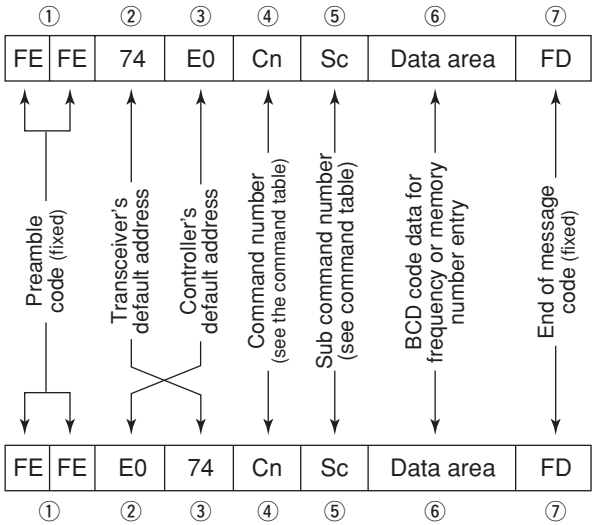 ① ② ③ ④ ⑤ ⑥ ⑦
FE FE 74 E0 Cn Sc Data area FD
Preamble
code (fixed)
Transceiver's
default address
Controller's
default address
Command number
(see the command table)
Sub command number
(see command table)
BCD code data for
frequency or memory
number entry
End of message
code (fixed)
FE FE E0 74 Cn Sc Data area FD
① ② ③ ④ ⑤ ⑥ ⑦